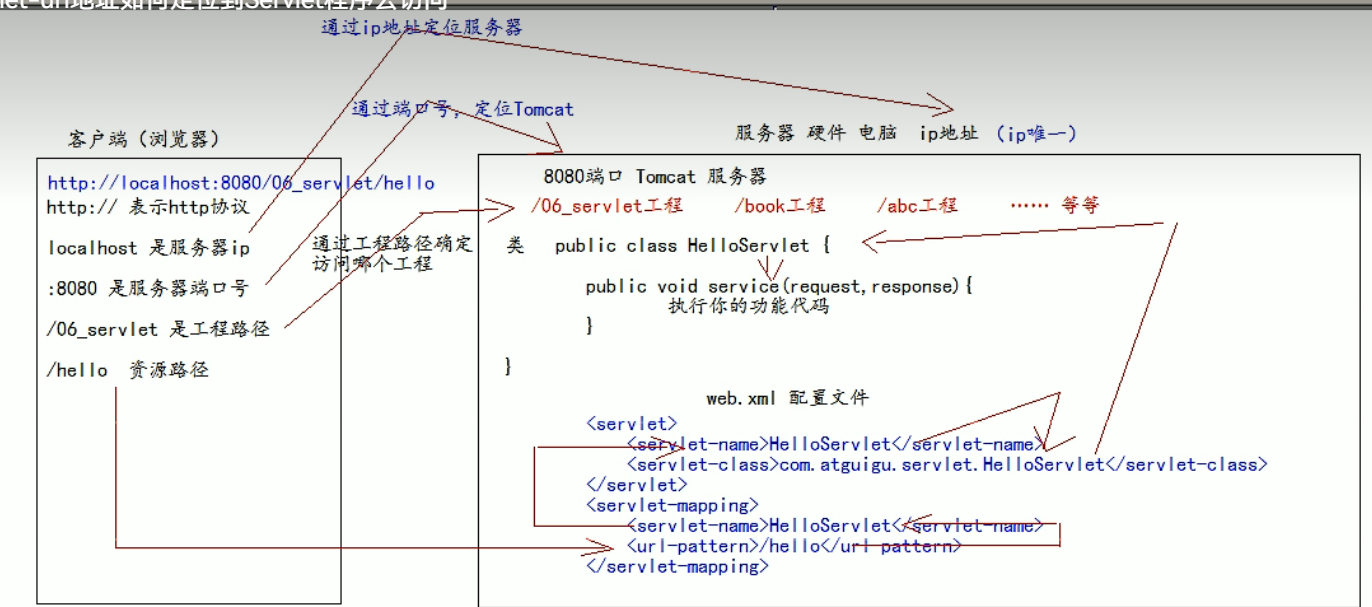 let-url地址如何定位到Servlet程序去访问
通过ip地址定位服务器
通过端口号，定位Tomcat
客户端（浏览器）
服务器 硬件 电脑 ip地址 （ip唯一）
http://localhost:8080/06_servlet/hello
http:// 表示http协议
localhost 是服务器ip
:8080 是服务器端口号
/06_servlet 是工程路径
/hello 资源路径
通过工程路径确定
访问哪个工程
8080端口 Tomcat 服务器
/06_servlet工程 /book工程 /abc工程 …… 等等
类 public class HelloServlet {
public void service(request,response){
执行你的功能代码
}
}
web.xml 配置文件
<servlet>
<servlet-name>HelloServlet</servlet-name>
<servlet-class>com.atguigu.servlet.HelloServlet</servlet-class>
</servlet>
<servlet-mapping>
<servlet-name>HelloServlet</servlet-name>
<url-pattern>/hello</url-pattern>
</servlet-mapping>